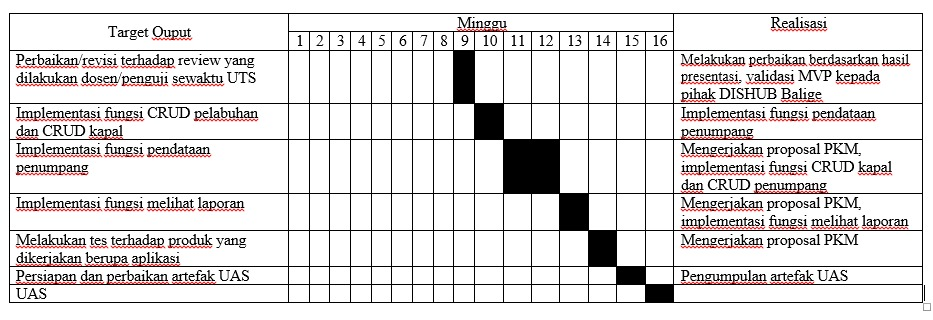 Target Ouput
Minggu
Realisasi
1 2 3 4 5 6 7 8 9 10 11 12 13 14 15 16
Perbaikan/revisi terhadap review yang
dilakukan dosen/penguji sewaktu UTS
Melakukan perbaikan berdasarkan hasil
presentasi, validasi MVP kepada
pihak DISHUB Balige
Implementasi fungsi CRUD pelabuhan
dan CRUD kapal
Implementasi fungsi pendataan
penumpang
Implementasi fungsi pendataan
penumpang
Mengerjakan proposal PKM,
implementasi fungsi CRUD kapal
dan CRUD penumpang
Implementasi fungsi melihat laporan
Mengerjakan proposal PKM,
implementasi fungsi melihat laporan
Melakukan tes terhadap produk yang
dikerjakan berupa aplikasi
Mengerjakan proposal PKM
Persiapan dan perbaikan artefak UAS
Pengumpulan artefak UAS
UAS